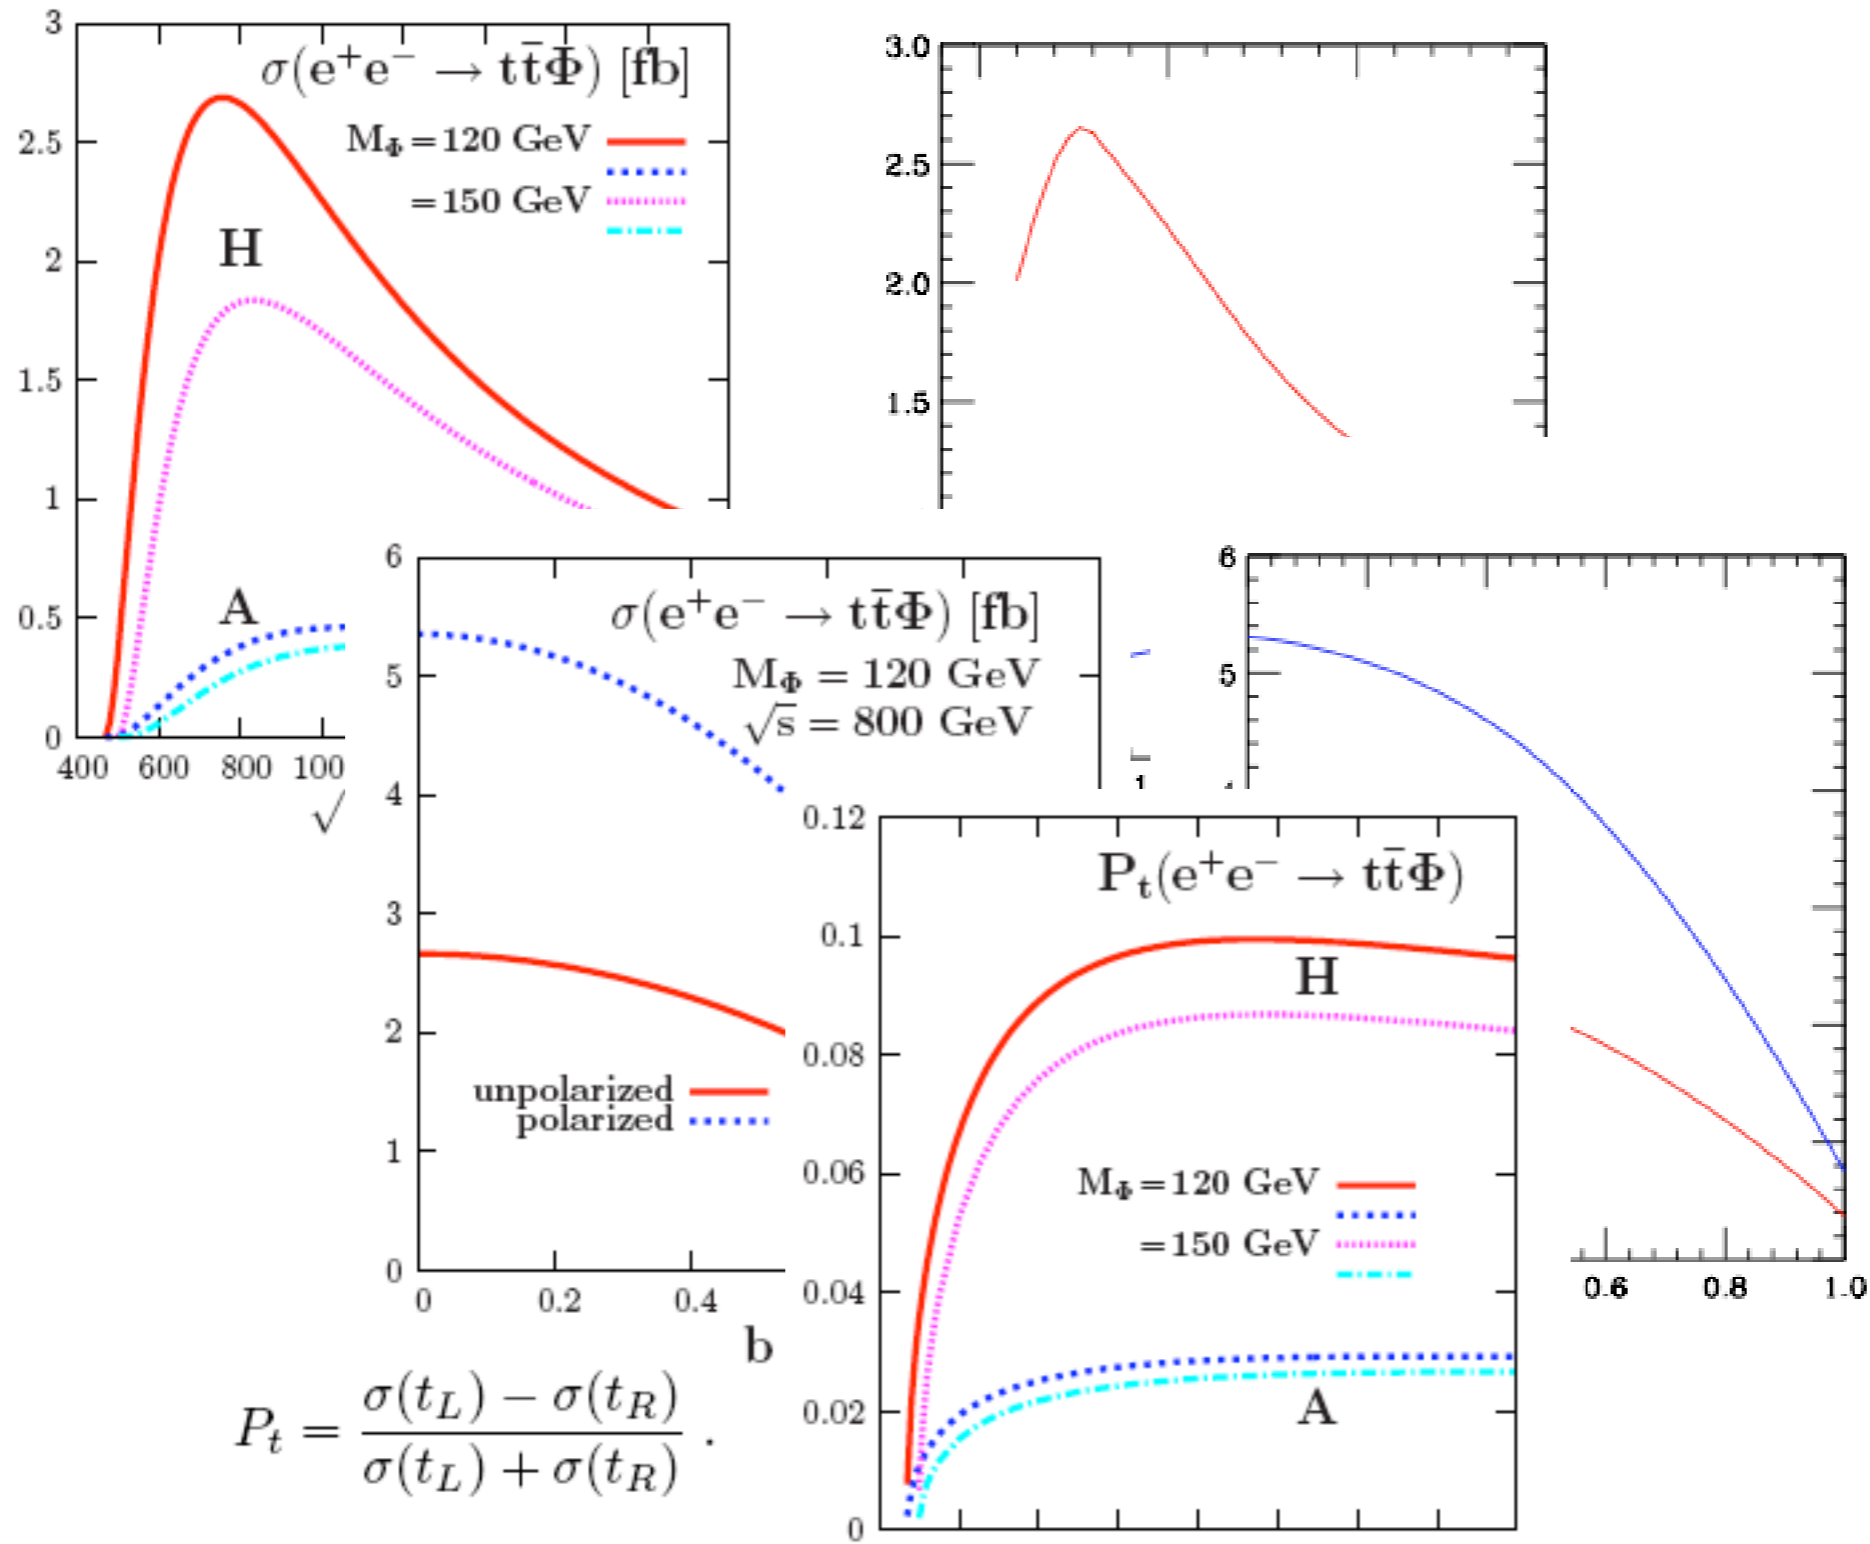 3
2.5
2
1.5
1
0.5
0
400 600 800 100
√
σ(e⁺e⁻ → tt̄Φ) [fb]
M_Φ = 120 GeV
= 150 GeV
H
A
3.0
2.5
2.0
1.5
6
5
4
3
2
1
0
0 0.2 0.4
b
σ(e⁺e⁻ → tt̄Φ) [fb]
M_Φ = 120 GeV
√s = 800 GeV
unpolarized
polarized
1
6
5
0.6 0.8 1.0
0.12
0.1
0.08
0.06
0.04
0.02
0
P_t(e⁺e⁻ → tt̄Φ)
H
M_Φ = 120 GeV
= 150 GeV
A
P_t = σ(t_L) − σ(t_R) / σ(t_L) + σ(t_R) .